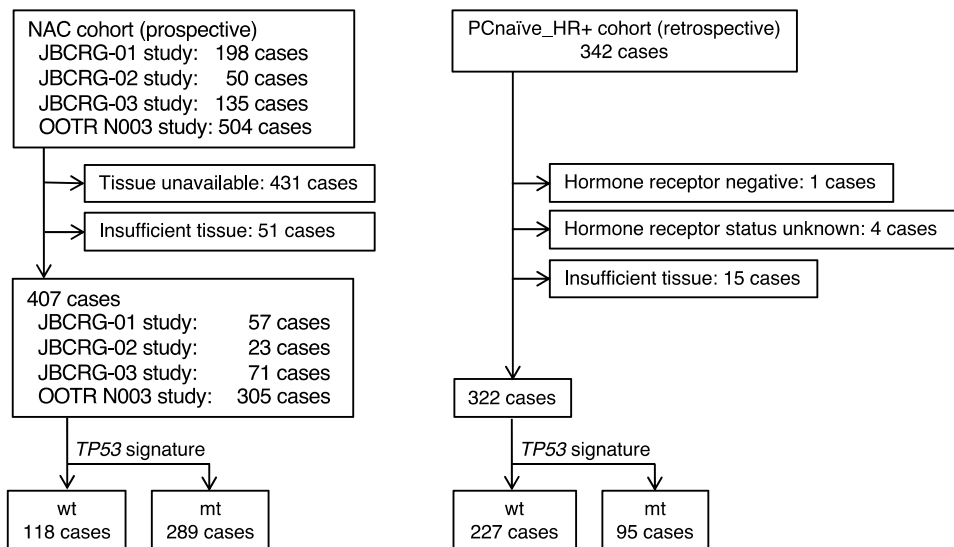 NAC cohort (prospective)
JBCRG-01 study: 198 cases
JBCRG-02 study: 50 cases
JBCRG-03 study: 135 cases
OOTR N003 study: 504 cases
Tissue unavailable: 431 cases
Insufficient tissue: 51 cases
407 cases
JBCRG-01 study: 57 cases
JBCRG-02 study: 23 cases
JBCRG-03 study: 71 cases
OOTR N003 study: 305 cases
TP53 signature
wt
118 cases
mt
289 cases
PCnaïve_HR+ cohort (retrospective)
342 cases
Hormone receptor negative: 1 cases
Hormone receptor status unknown: 4 cases
Insufficient tissue: 15 cases
322 cases
TP53 signature
wt
227 cases
mt
95 cases